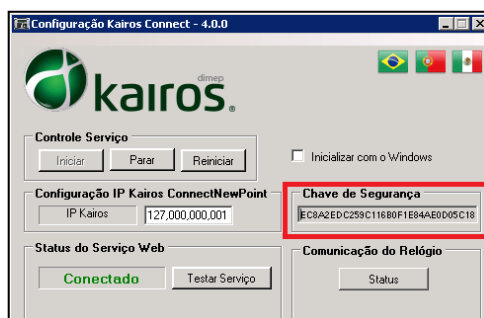 Configuração Kairos Connect - 4.0.0
dimep
kairos.
Controle Serviço
Iniciar Parar Reiniciar
Inicializar com o Windows
Configuração IP Kairos ConnectNewPoint
IP Kairos 127,000,000,001
Chave de Segurança
EC8A2EDC259C116B0F1E84AE0D05C18
Status do Serviço Web
Conectado Testar Serviço
Comunicação do Relógio
Status